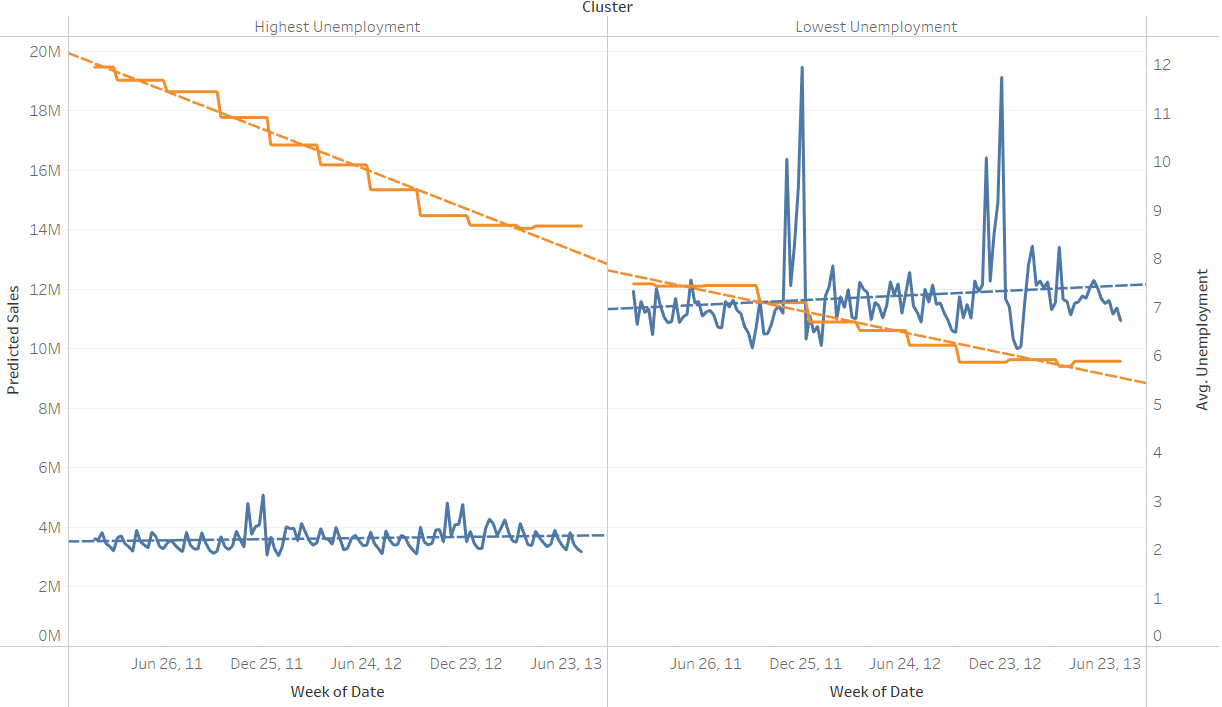 Cluster
Highest Unemployment
Lowest Unemployment
Predicted Sales
20M
18M
16M
14M
12M
10M
8M
6M
4M
2M
0M
12
11
10
9
8
7
6
5
4
3
2
1
0
Avg. Unemployment
Jun 26, 11
Dec 25, 11
Jun 24, 12
Dec 23, 12
Jun 23, 13
Jun 26, 11
Dec 25, 11
Jun 24, 12
Dec 23, 12
Jun 23, 13
Week of Date
Week of Date